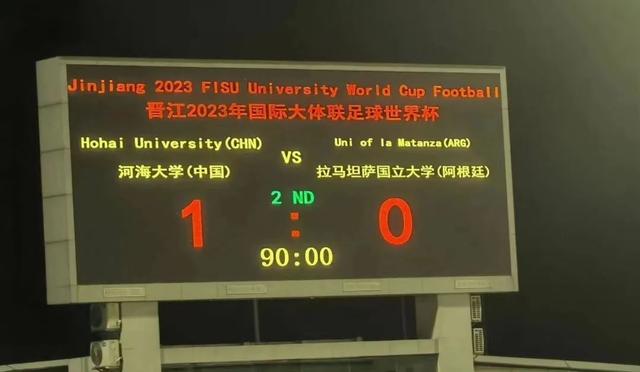 Jinjiang 2023 FISU University World Cup Football
晋江2023年国际大体联足球世界杯
Hohai University(CHN)
VS
Uni of la Matanza(ARG)
河海大学(中国)
拉马坦萨国立大学(阿根廷)
2 ND
1 : 0
90:00